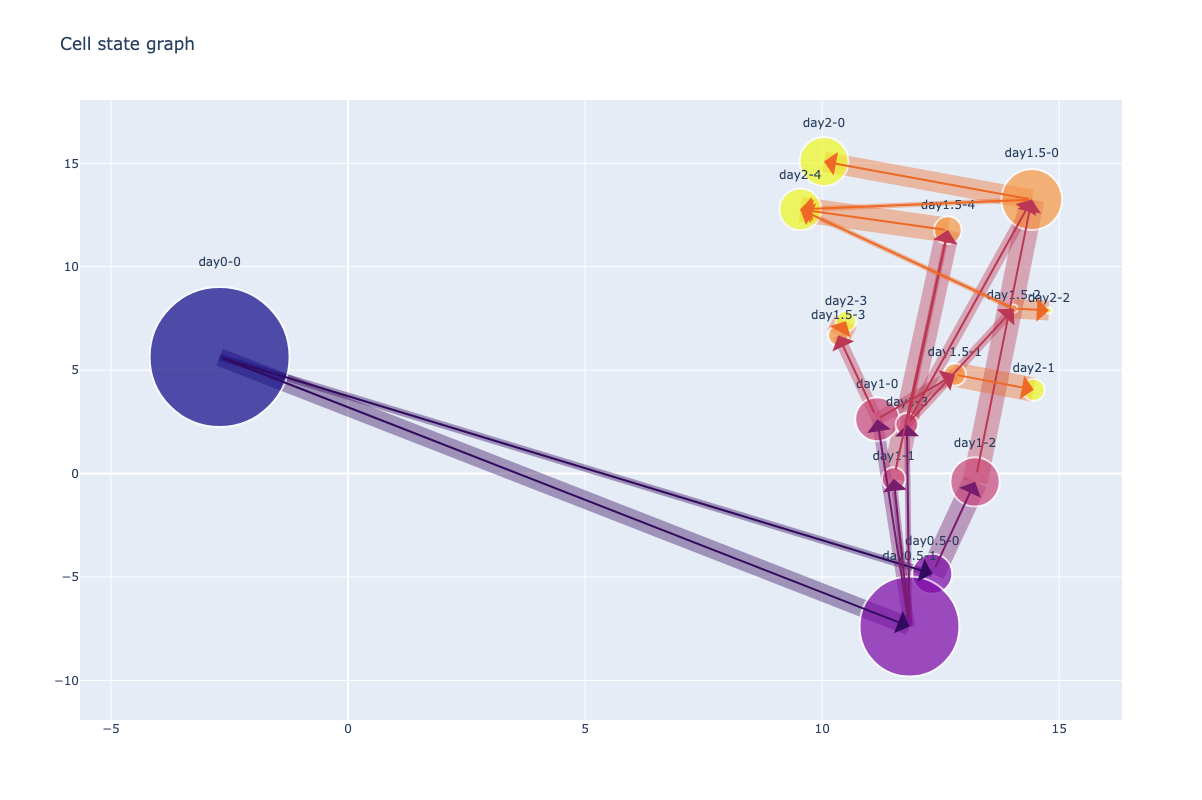 Cell state graph
day2-0
day1.5-0
day2-4
day1.5-4
day0-0
day1.5-2
day2-2
day2-3
day1.5-3
day1.5-1
day2-1
day1-0
day1-3
day1-2
day1-1
day0.5-0
day0.5-1
15
10
5
0
−5
−10
−5
0
5
10
15